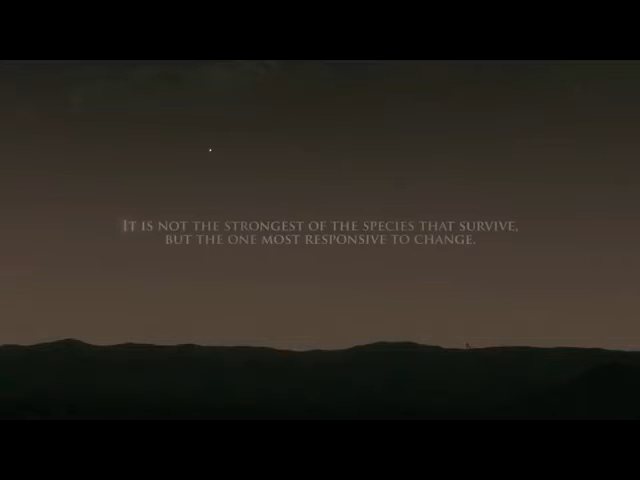 It is not the strongest of the species that survive,
but the one most responsive to change.